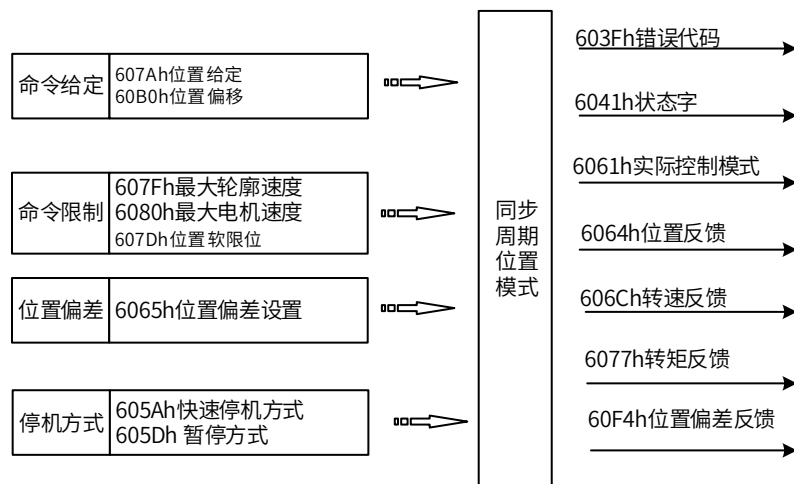 命令给定
607Ah位置给定
60B0h位置偏移
命令限制
607Fh最大轮廓速度
6080h最大电机速度
607Dh位置软限位
位置偏差
6065h位置偏差设置
停机方式
605Ah快速停机方式
605Dh 暂停方式
同步
周期
位置
模式
603Fh错误代码
6041h状态字
6061h实际控制模式
6064h位置反馈
606Ch转速反馈
6077h转矩反馈
60F4h位置偏差反馈